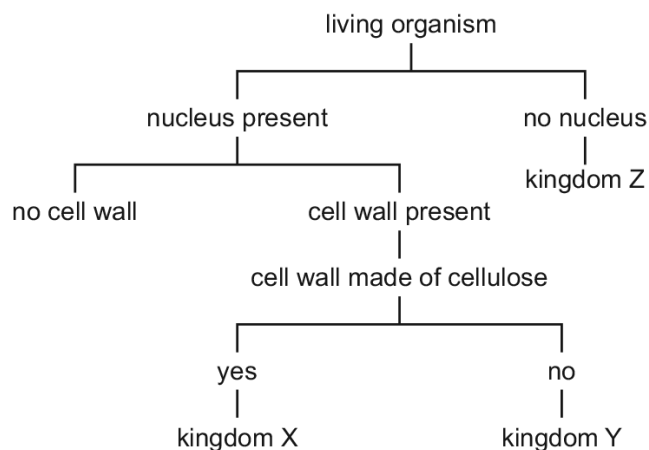 living organism
nucleus present
no nucleus
kingdom Z
no cell wall
cell wall present
cell wall made of cellulose
yes
no
kingdom X
kingdom Y